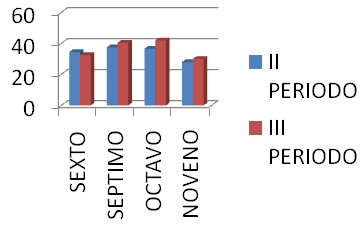 60
40
20
0
SEXTO
SEPTIMO
OCTAVO
NOVENO
II
PERIODO
III
PERIODO